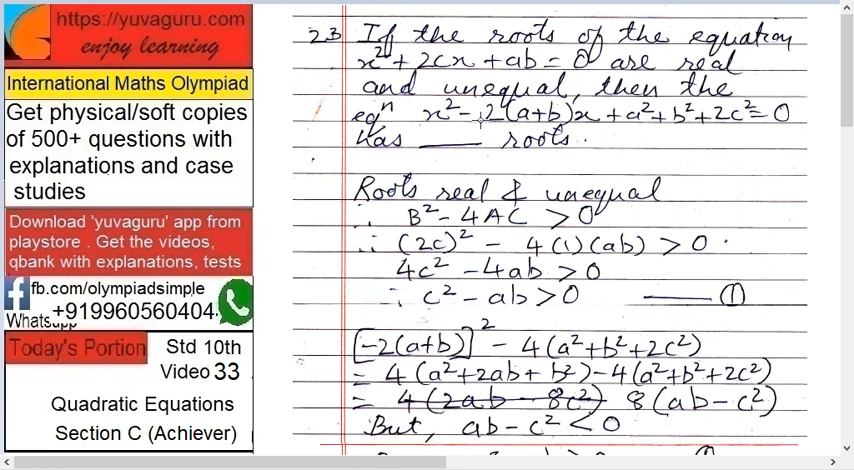 https://yuvaguru.com
enjoy learning
International Maths Olympiad
Get physical/soft copies
of 500+ questions with
explanations and case
studies
Download 'yuvaguru' app from
playstore . Get the videos,
qbank with explanations, tests
fb.com/olympiadsimple
+919960560404
Whatsupp
Today's Portion
Std 10th
Video 33
Quadratic Equations
Section C (Achiever)
23 If the roots of the equation
x² + 2cx + ab = 0 are real
and unequal, then the
eqⁿ x² - 2(a+b)x + a² + b² + 2c² = 0
has ____ roots.
Roots real & unequal
∴ B² - 4AC > 0
∴ (2c)² - 4(1)(ab) > 0
4c² - 4ab > 0
∴ c² - ab > 0 —— ①
[-2(a+b)]² - 4(a² + b² + 2c²)
= 4(a² + 2ab + b²) - 4(a² + b² + 2c²)
= 4(2ab - 8c²) 8(ab - c²)
But, ab - c² < 0